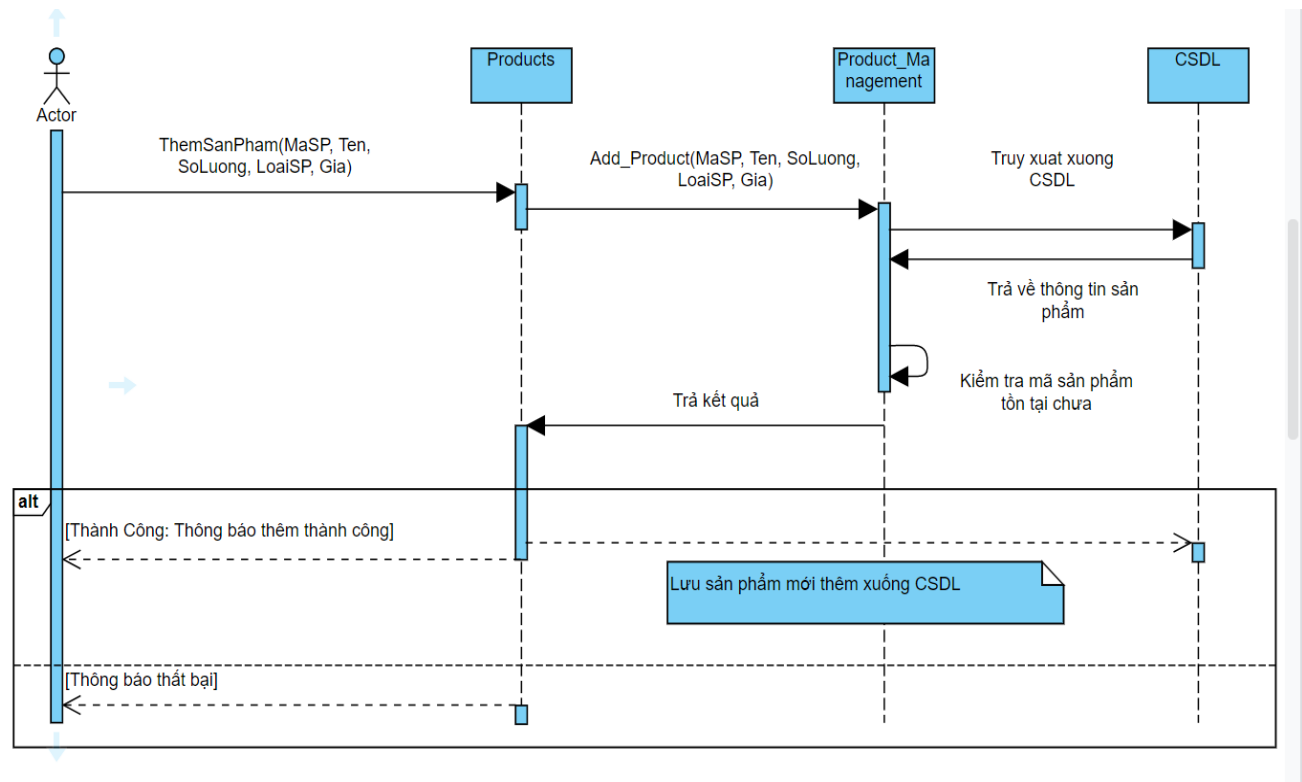 Products
Product_Ma
nagement
CSDL
Actor
ThemSanPham(MaSP, Ten,
SoLuong, LoaiSP, Gia)
Add_Product(MaSP, Ten, SoLuong,
LoaiSP, Gia)
Truy xuat xuong
CSDL
Trả về thông tin sản
phẩm
Kiểm tra mã sản phẩm
tồn tại chưa
Trả kết quả
alt
[Thành Công: Thông báo thêm thành công]
Lưu sản phẩm mới thêm xuống CSDL
[Thông báo thất bại]